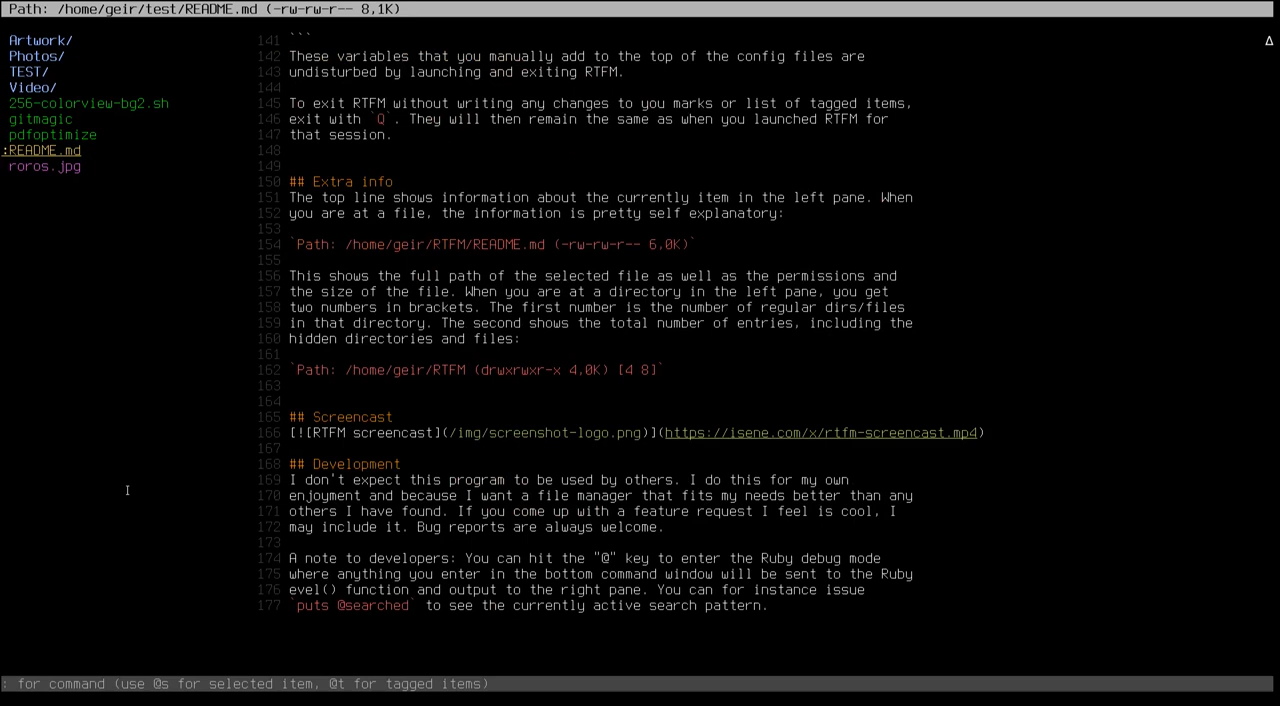 Path: /home/geir/test/README.md (-rw-rw-r-- 8,1K)
Artwork/
Photos/
TEST/
Video/
256-colorview-bg2.sh
gitmagic
pdfoptimize
:README.md
roros.jpg
Δ
141 ```
142 These variables that you manually add to the top of the config files are
143 undisturbed by launching and exiting RTFM.
144
145 To exit RTFM without writing any changes to you marks or list of tagged items,
146 exit with `Q`. They will then remain the same as when you launched RTFM for
147 that session.
148
149
150 ## Extra info
151 The top line shows information about the currently item in the left pane. When
152 you are at a file, the information is pretty self explanatory:
153
154 `Path: /home/geir/RTFM/README.md (-rw-rw-r-- 6,0K)`
155
156 This shows the full path of the selected file as well as the permissions and
157 the size of the file. When you are at a directory in the left pane, you get
158 two numbers in brackets. The first number is the number of regular dirs/files
159 in that directory. The second shows the total number of entries, including the
160 hidden directories and files:
161
162 `Path: /home/geir/RTFM (drwxrwxr-x 4,0K) [4 8]`
163
164
165 ## Screencast
166 [![RTFM screencast](/img/screenshot-logo.png)](https://isene.com/x/rtfm-screencast.mp4)
167
168 ## Development
169 I don't expect this program to be used by others. I do this for my own
170 enjoyment and because I want a file manager that fits my needs better than any
171 others I have found. If you come up with a feature request I feel is cool, I
172 may include it. Bug reports are always welcome.
173
174 A note to developers: You can hit the "@" key to enter the Ruby debug mode
175 where anything you enter in the bottom command window will be sent to the Ruby
176 evel() function and output to the right pane. You can for instance issue
177 `puts @searched` to see the currently active search pattern.
: for command (use @s for selected item, @t for tagged items)